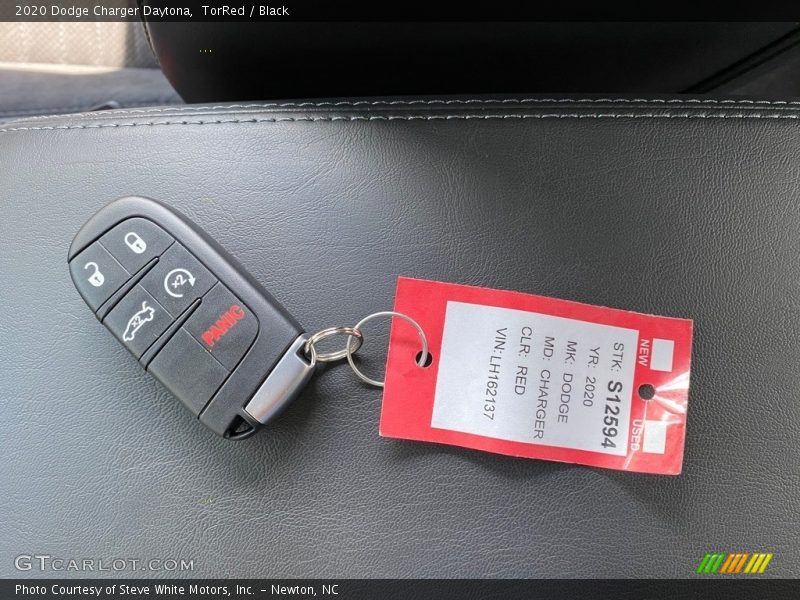 2020 Dodge Charger Daytona, TorRed / Black
X2
PANIC
NEW
USED
STK: S12594
YR: 2020
MK: DODGE
MD: CHARGER
CLR: RED
VIN: LH162137
GTCARLOT.COM
Photo Courtesy of Steve White Motors, Inc. – Newton, NC